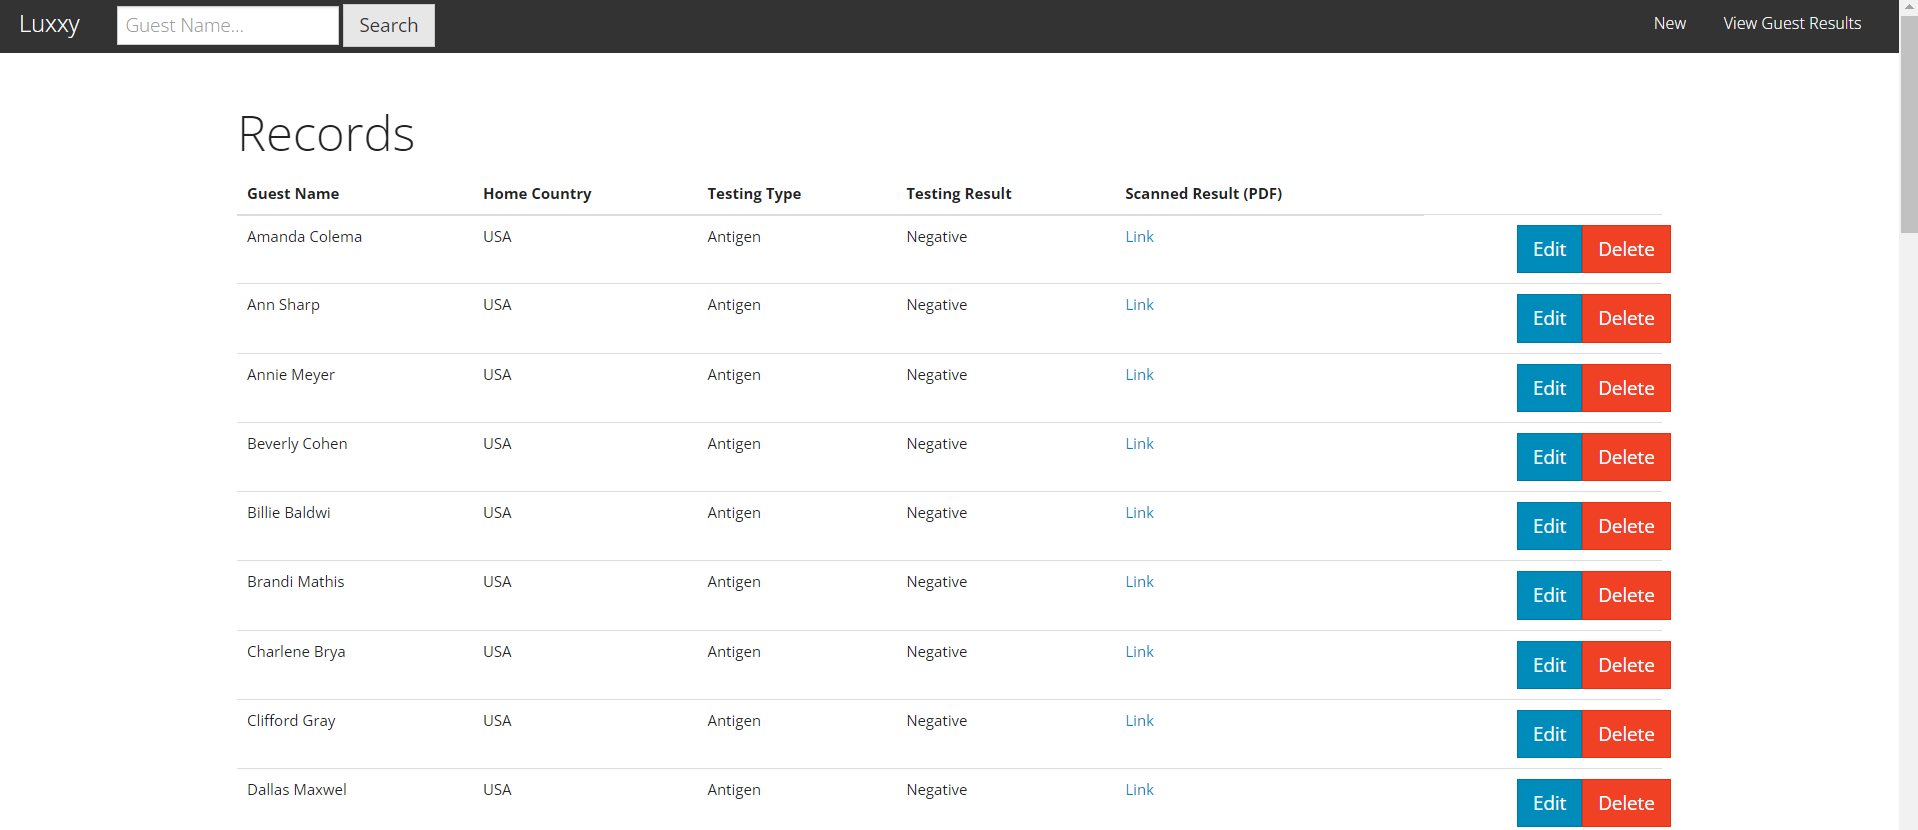 Luxxy Guest Name... Search New View Guest Results
Records
Guest Name Home Country Testing Type Testing Result Scanned Result (PDF)
Amanda Colema USA Antigen Negative Link Edit Delete
Ann Sharp USA Antigen Negative Link Edit Delete
Annie Meyer USA Antigen Negative Link Edit Delete
Beverly Cohen USA Antigen Negative Link Edit Delete
Billie Baldwi USA Antigen Negative Link Edit Delete
Brandi Mathis USA Antigen Negative Link Edit Delete
Charlene Brya USA Antigen Negative Link Edit Delete
Clifford Gray USA Antigen Negative Link Edit Delete
Dallas Maxwel USA Antigen Negative Link Edit Delete